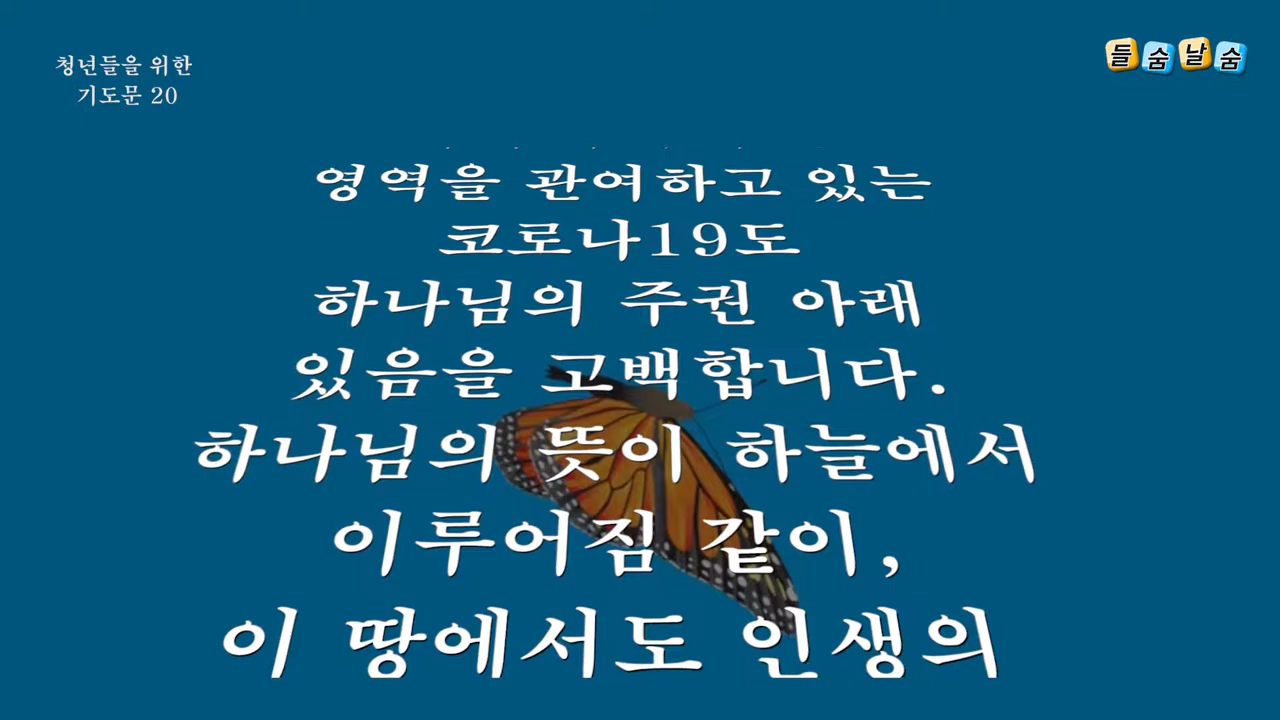 청년들을 위한
기도문 20
들숨날숨
영역을 관여하고 있는
코로나19도
하나님의 주권 아래
있음을 고백합니다.
하나님의 뜻이 하늘에서
이루어짐 같이,
이 땅에서도 인생의